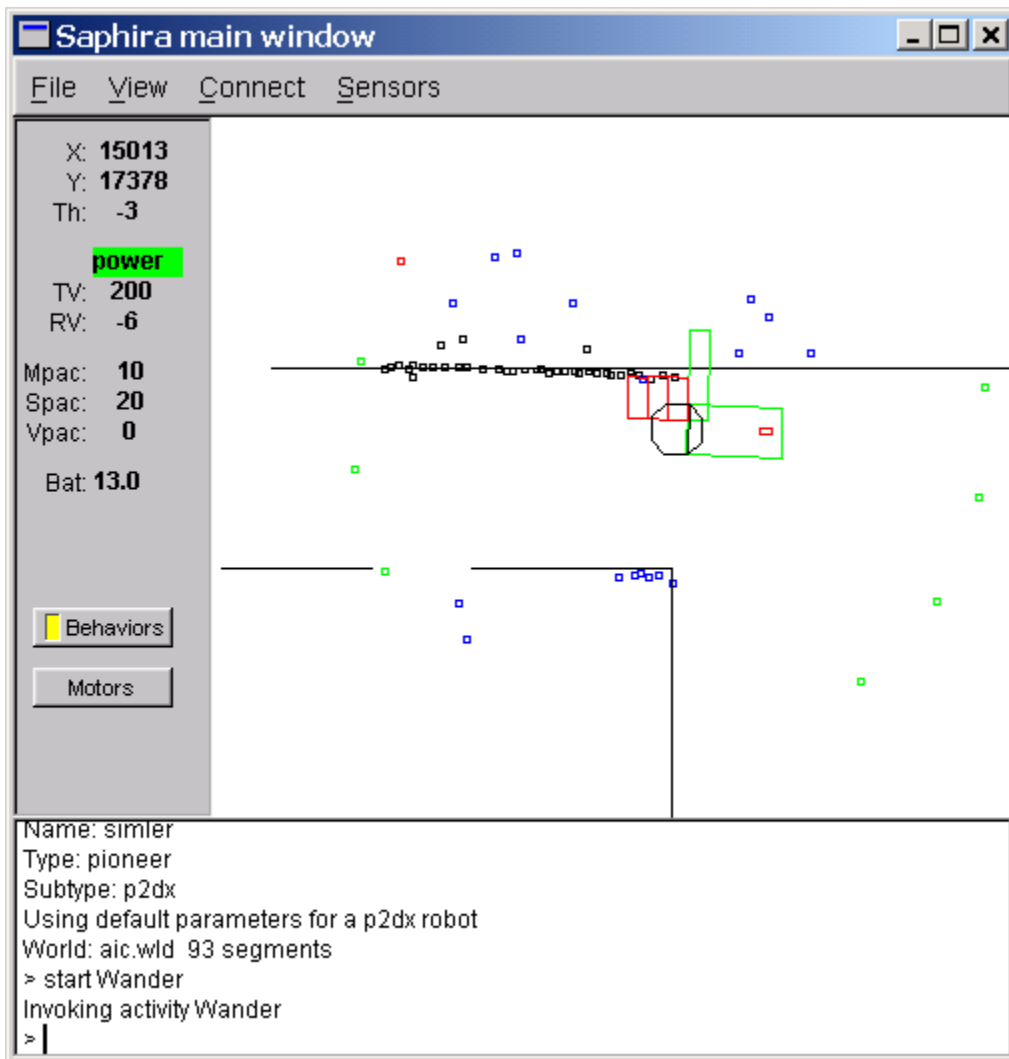 Saphira main window
File View Connect Sensors
X: 15013
Y: 17378
Th: -3
power
TV: 200
RV: -6
Mpac: 10
Spac: 20
Vpac: 0
Bat: 13.0
Behaviors
Motors
Name: simler
Type: pioneer
Subtype: p2dx
Using default parameters for a p2dx robot
World: aic.wld 93 segments
> start Wander
Invoking activity Wander
>